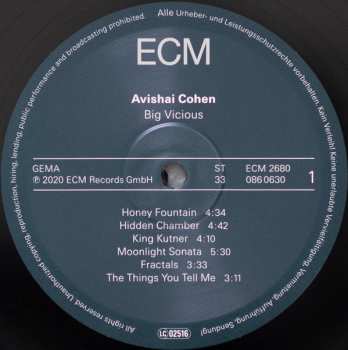 Alle Urheber- und Leistungsschutzrechte vorbehalten. Kein Verleih! Keine unerlaubte Vervielfältigung, Vermietung, Aufführung, Sendung!
ECM
Avishai Cohen
Big Vicious
GEMA ST ECM 2680
℗ 2020 ECM Records GmbH 33 086 0630 1
Honey Fountain 4:34
Hidden Chamber 4:42
King Kutner 4:10
Moonlight Sonata 5:30
Fractals 3:33
The Things You Tell Me 3:11
LC 02516
All rights reserved. Unauthorized copying, reproduction, hiring, lending, public performance and broadcasting prohibited.